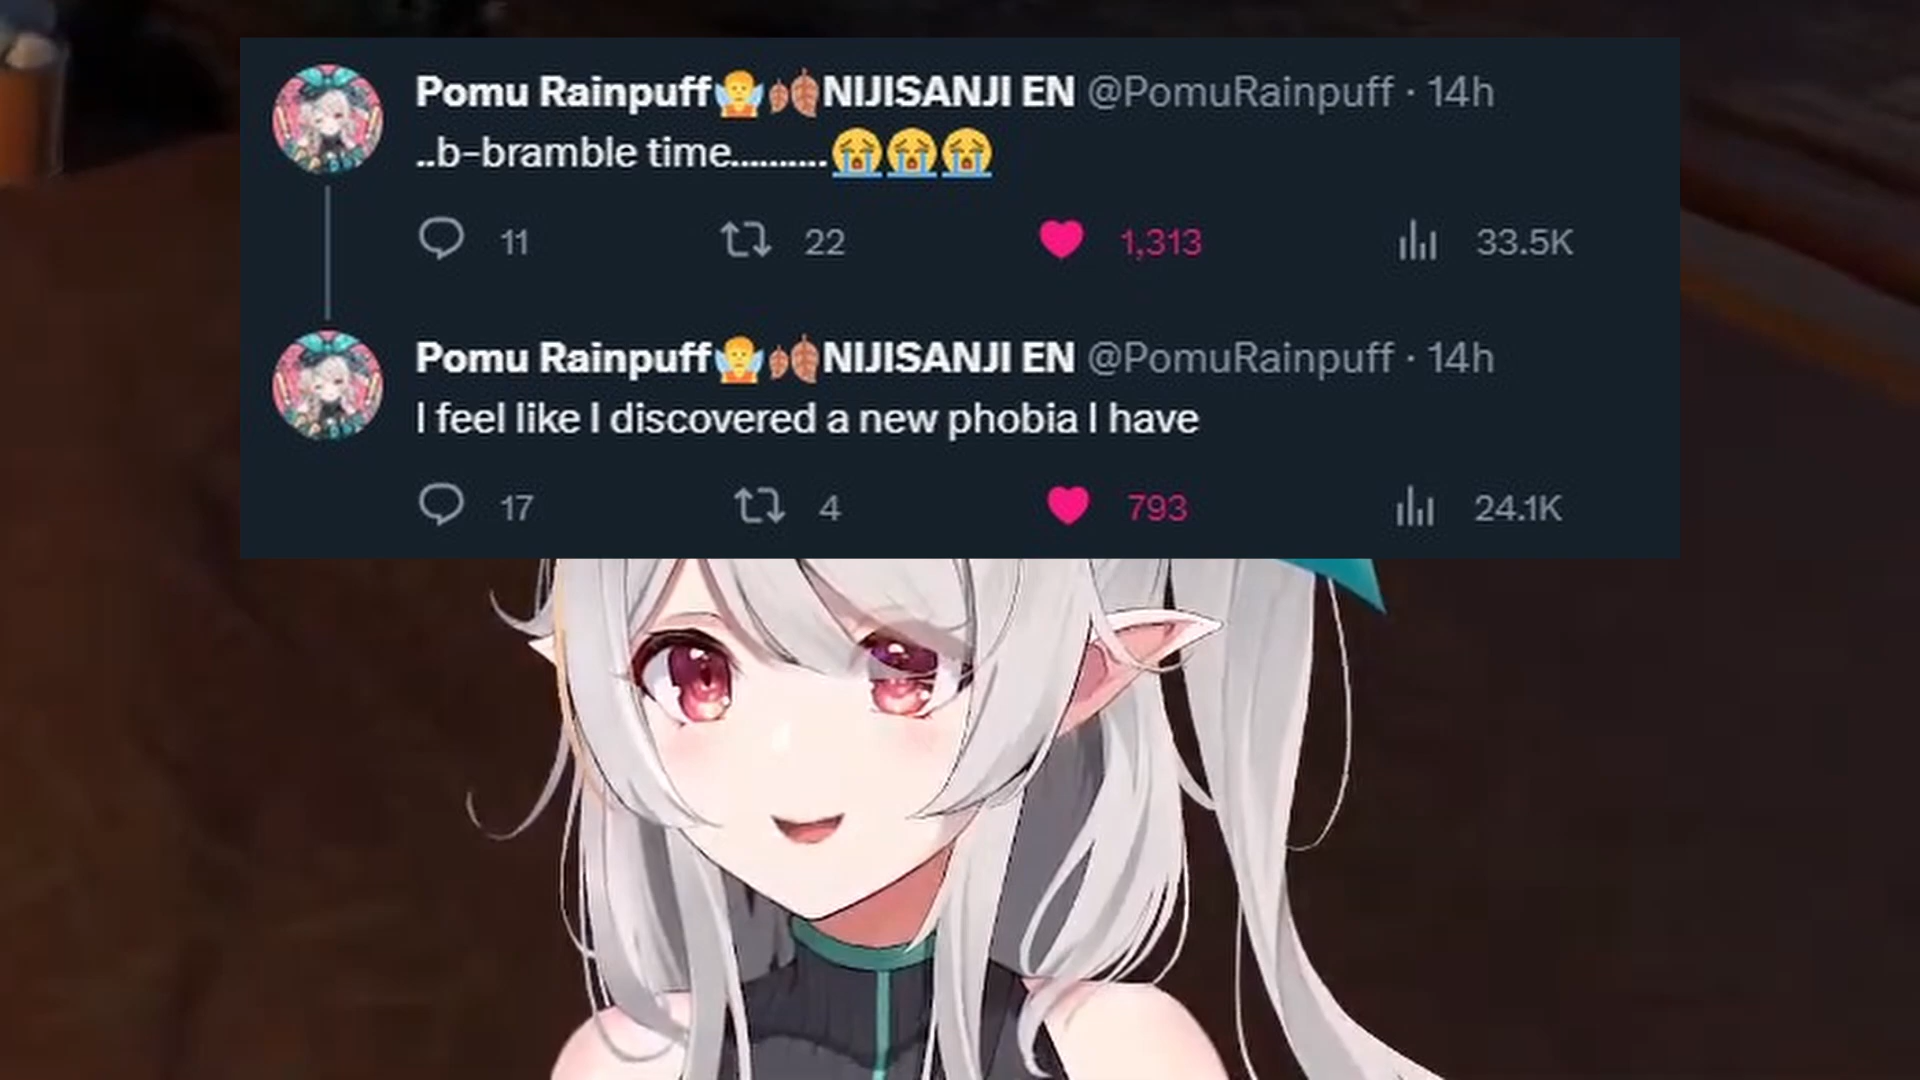 Pomu Rainpuff🧚🍂NIJISANJI EN @PomuRainpuff · 14h
..b-bramble time..........😭😭😭
11 22 1,313 33.5K
Pomu Rainpuff🧚🍂NIJISANJI EN @PomuRainpuff · 14h
I feel like I discovered a new phobia I have
17 4 793 24.1K